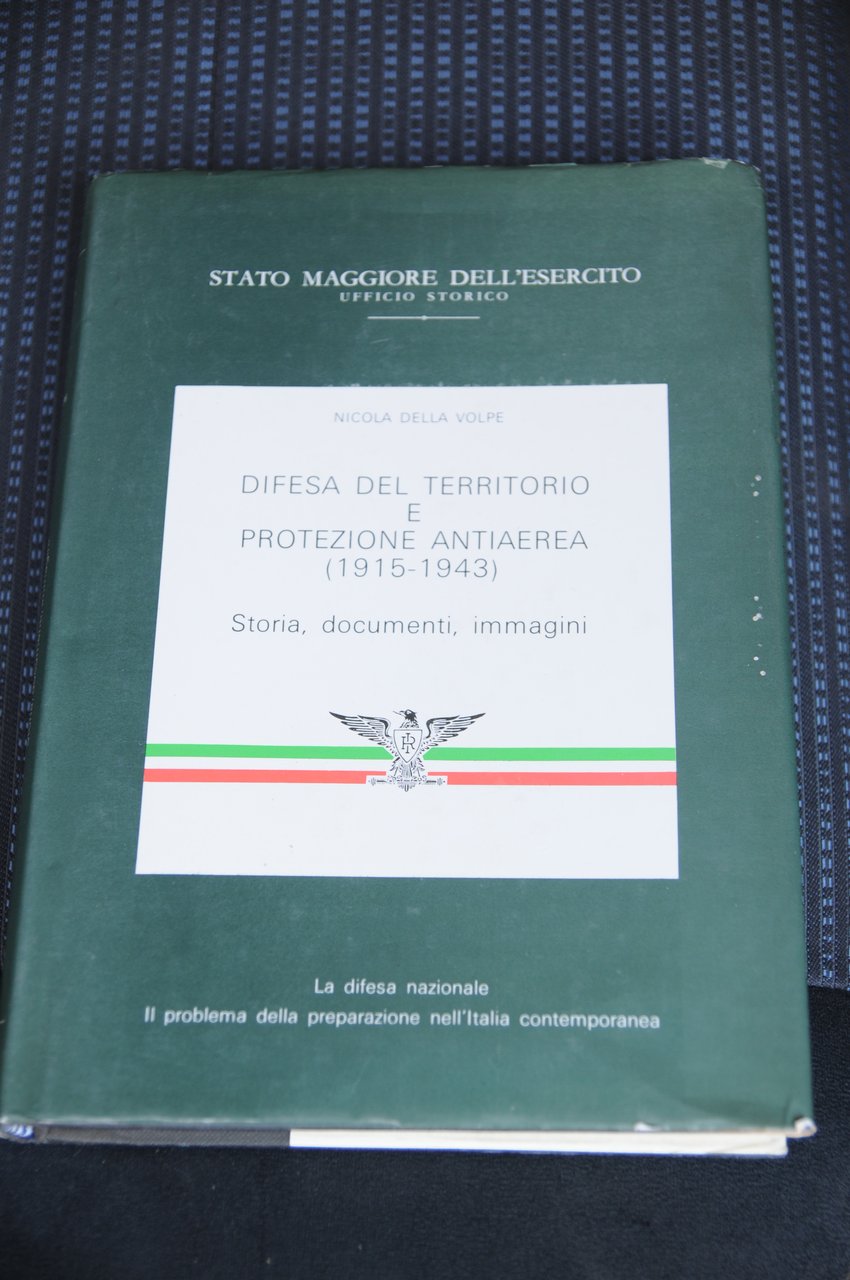 STATO MAGGIORE DELL'ESERCITO
UFFICIO STORICO
NICOLA DELLA VOLPE
DIFESA DEL TERRITORIO
E
PROTEZIONE ANTIAEREA
(1915-1943)
Storia, documenti, immagini
RI
La difesa nazionale
Il problema della preparazione nell'Italia contemporanea